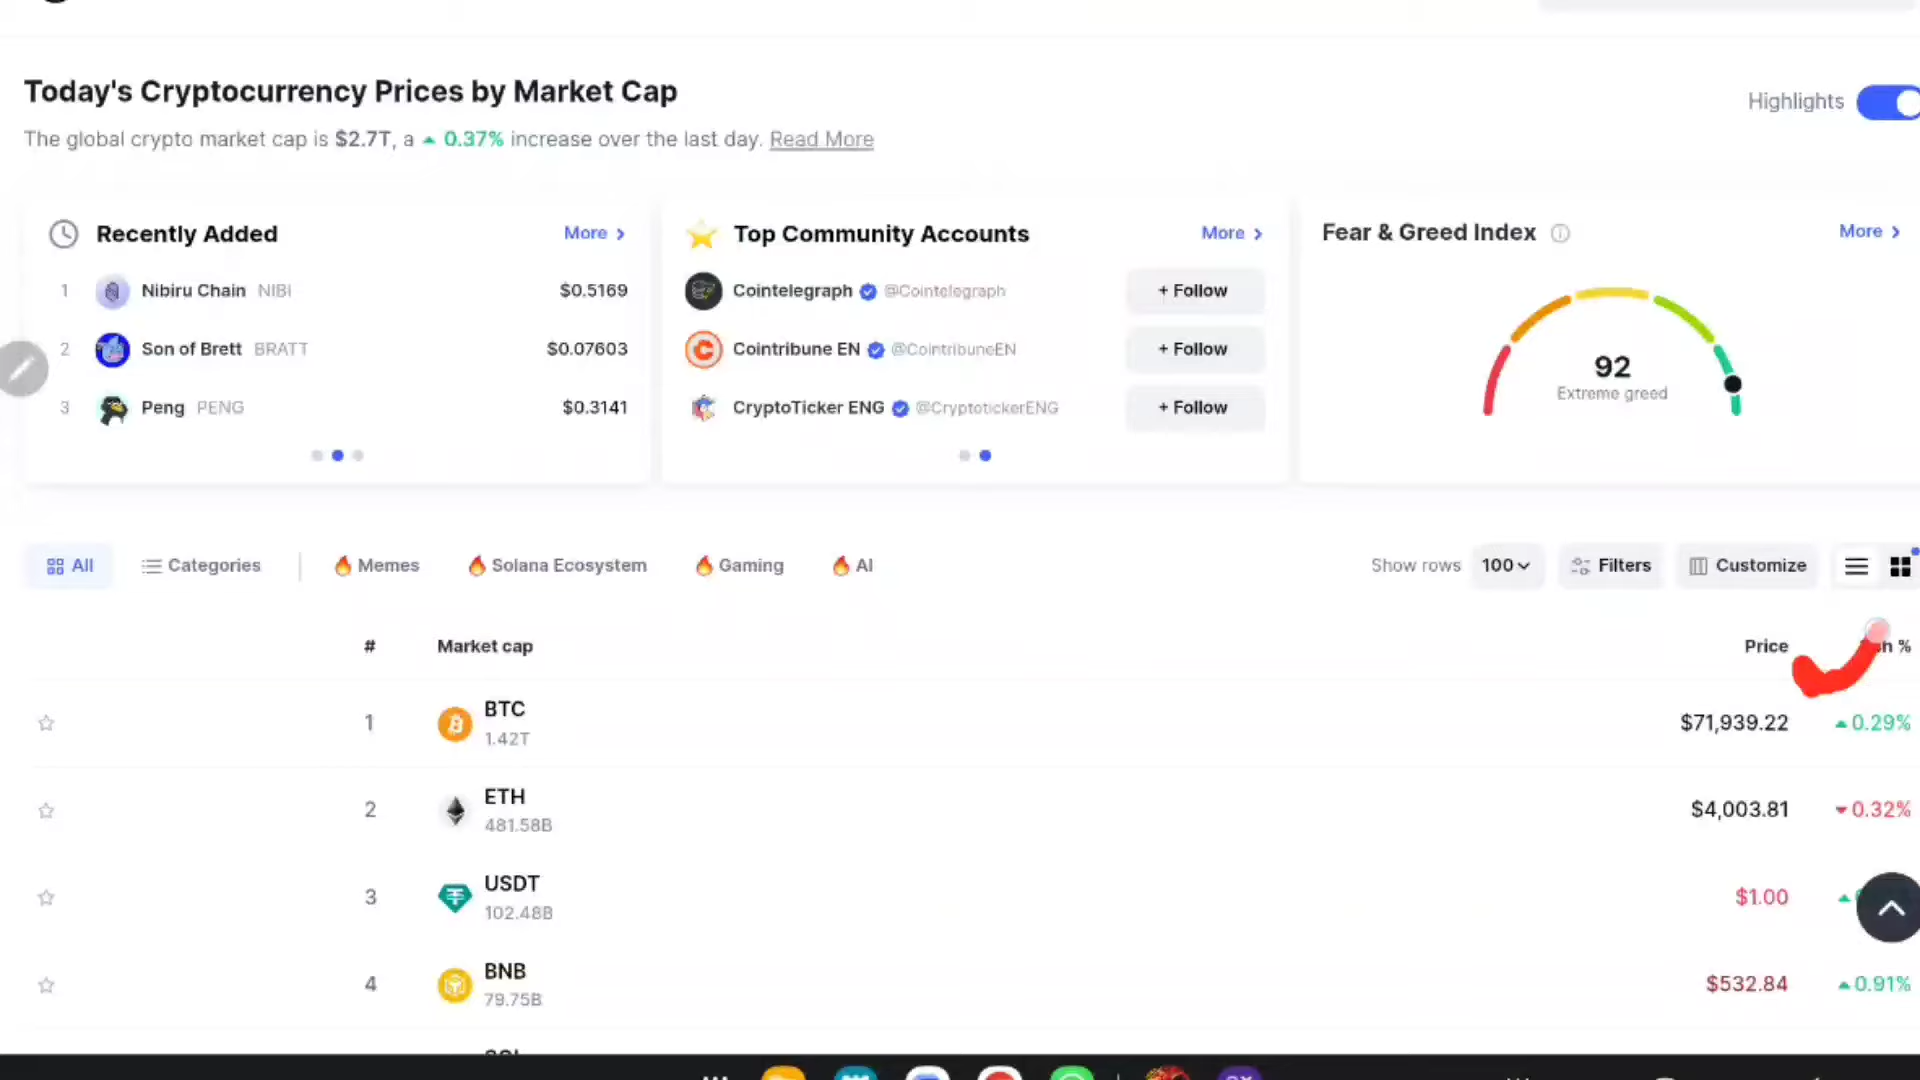 Today's Cryptocurrency Prices by Market Cap
Highlights
The global crypto market cap is $2.7T, a 0.37% increase over the last day. Read More
Recently Added More
1 Nibiru Chain NIBI $0.5169
2 Son of Brett BRATT $0.07603
3 Peng PENG $0.3141
Top Community Accounts More
Cointelegraph @Cointelegraph + Follow
Cointribune EN @CointribuneEN + Follow
CryptoTicker ENG @CryptotickerENG + Follow
Fear & Greed Index More
92
Extreme greed
All Categories Memes Solana Ecosystem Gaming AI Show rows 100 Filters Customize
# Market cap Price %
1 BTC $71,939.22 0.29%
1.42T
2 ETH $4,003.81 0.32%
481.58B
3 USDT $1.00
102.48B
4 BNB $532.84 0.91%
79.75B